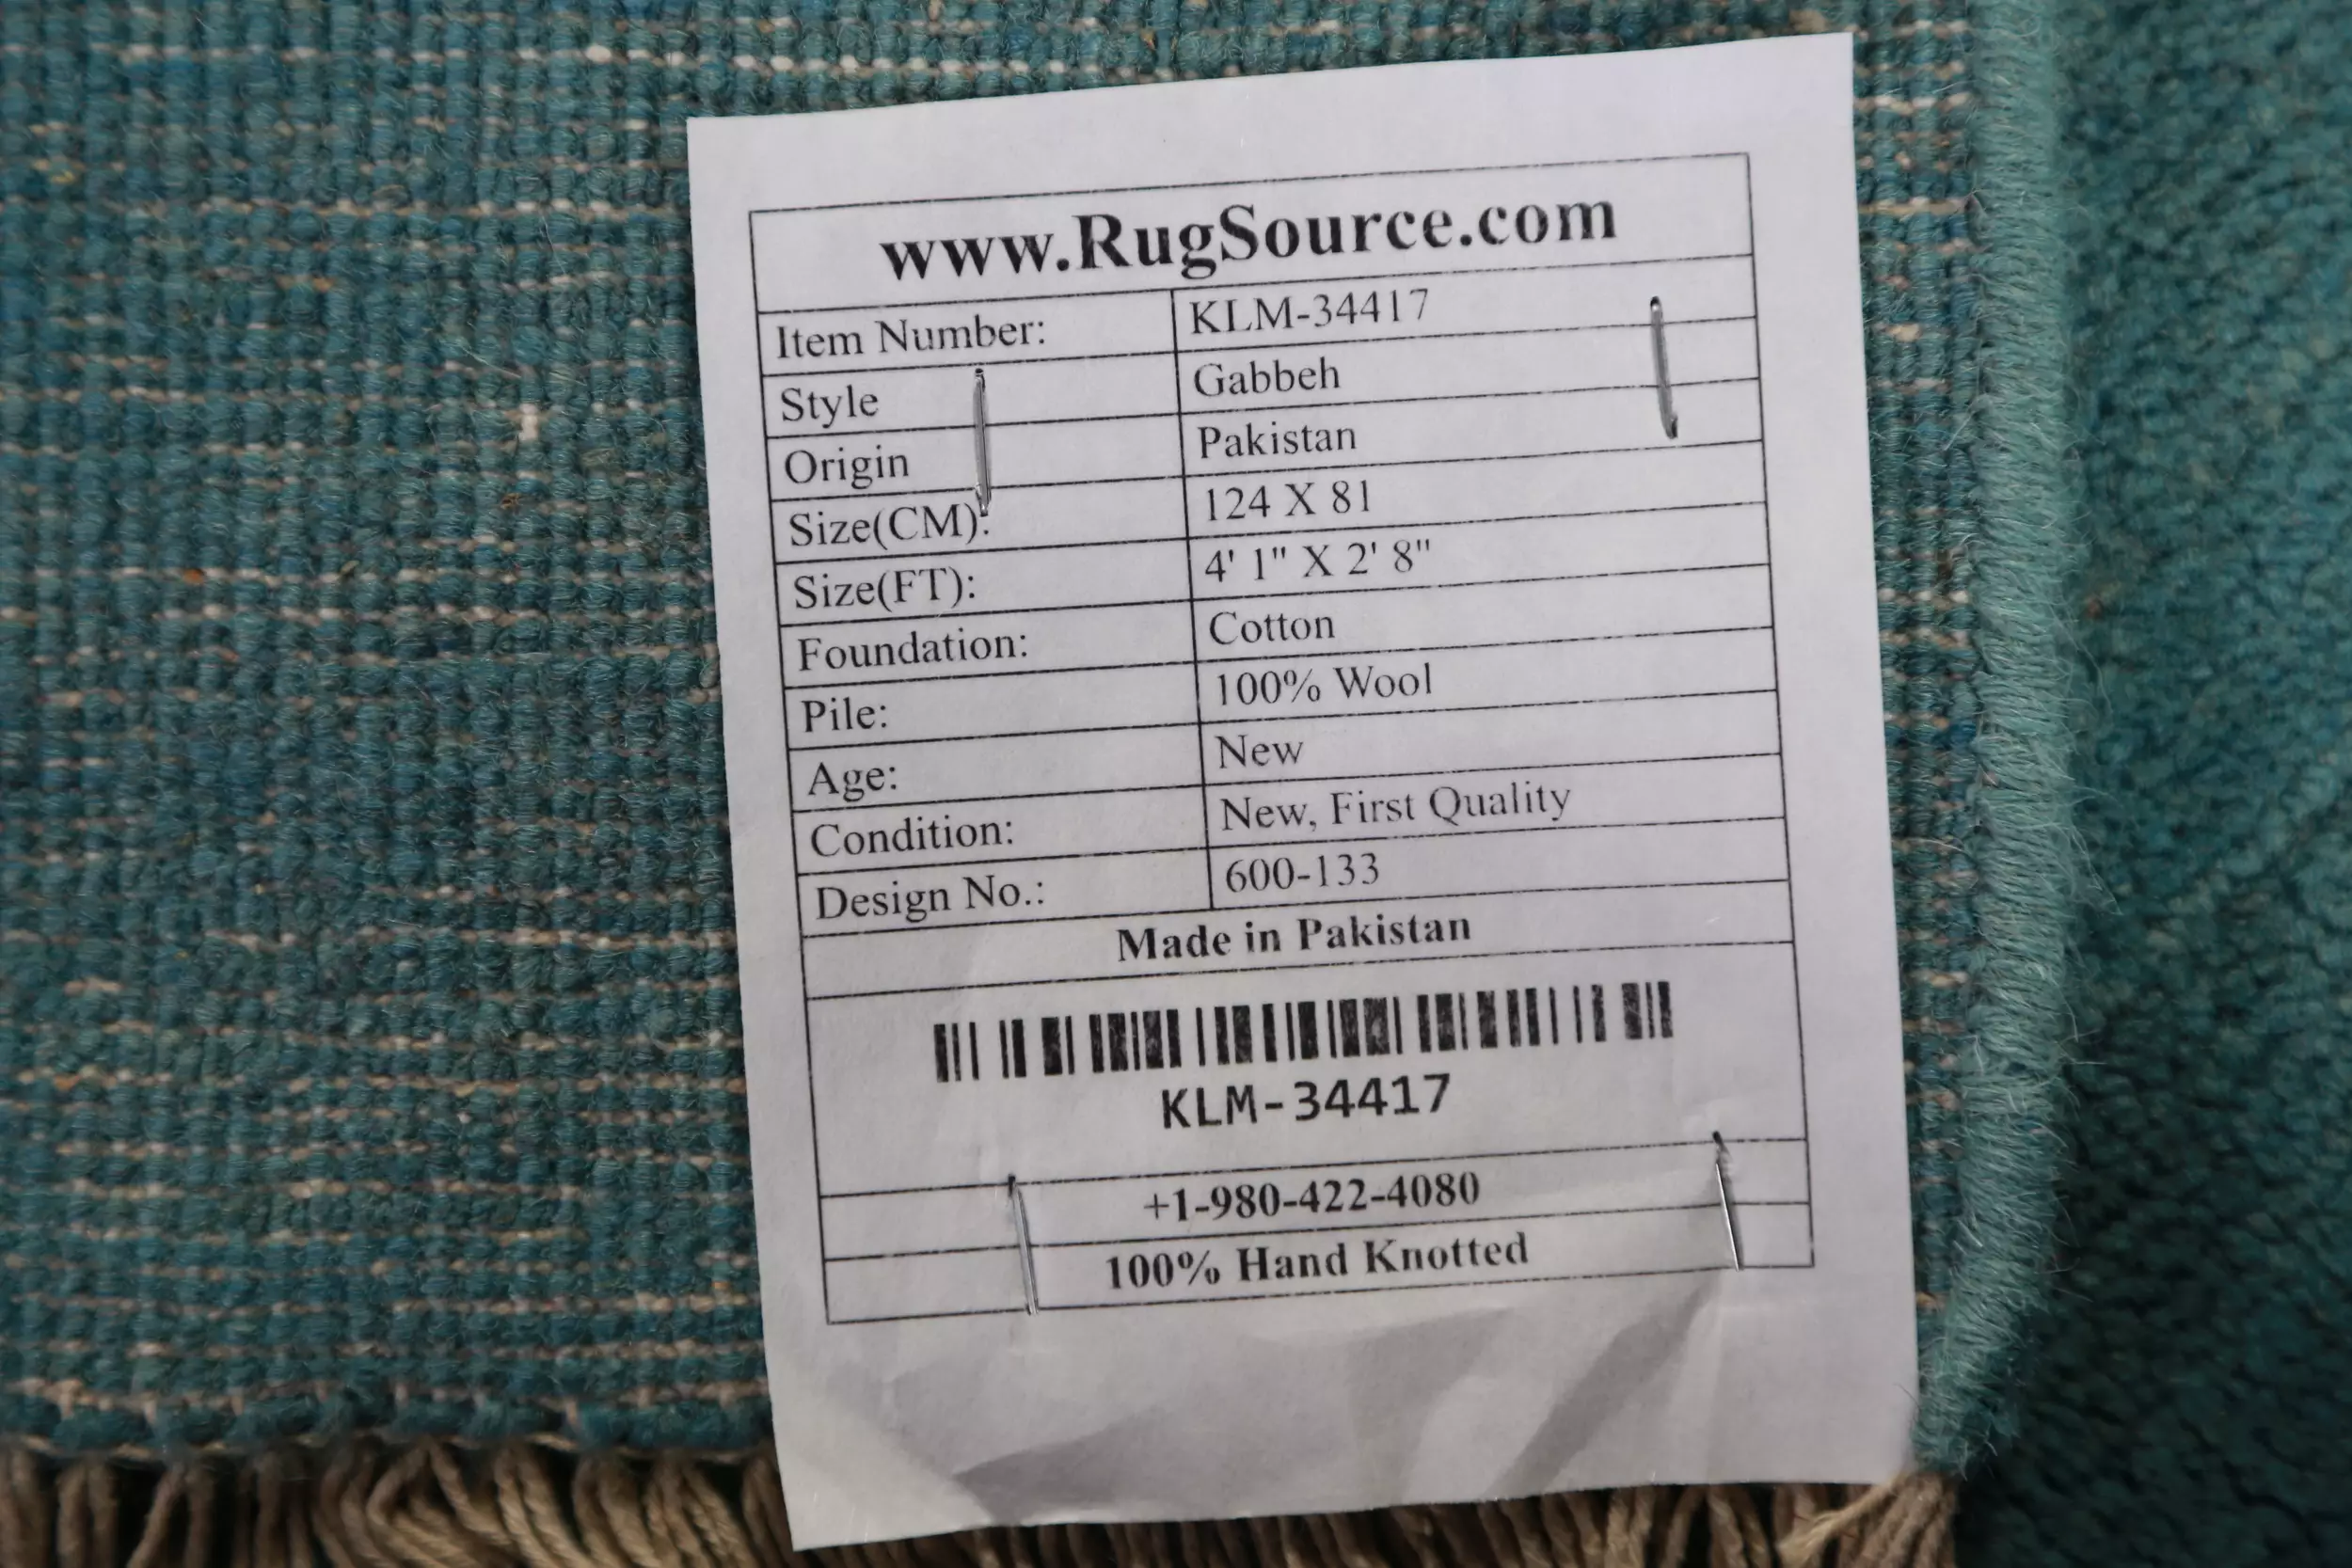 www.RugSource.com
Item Number: KLM-34417
Style Gabbeh
Origin Pakistan
Size(CM): 124 X 81
Size(FT): 4' 1" X 2' 8"
Foundation: Cotton
Pile: 100% Wool
Age: New
Condition: New, First Quality
Design No.: 600-133
Made in Pakistan
KLM-34417
+1-980-422-4080
100% Hand Knotted